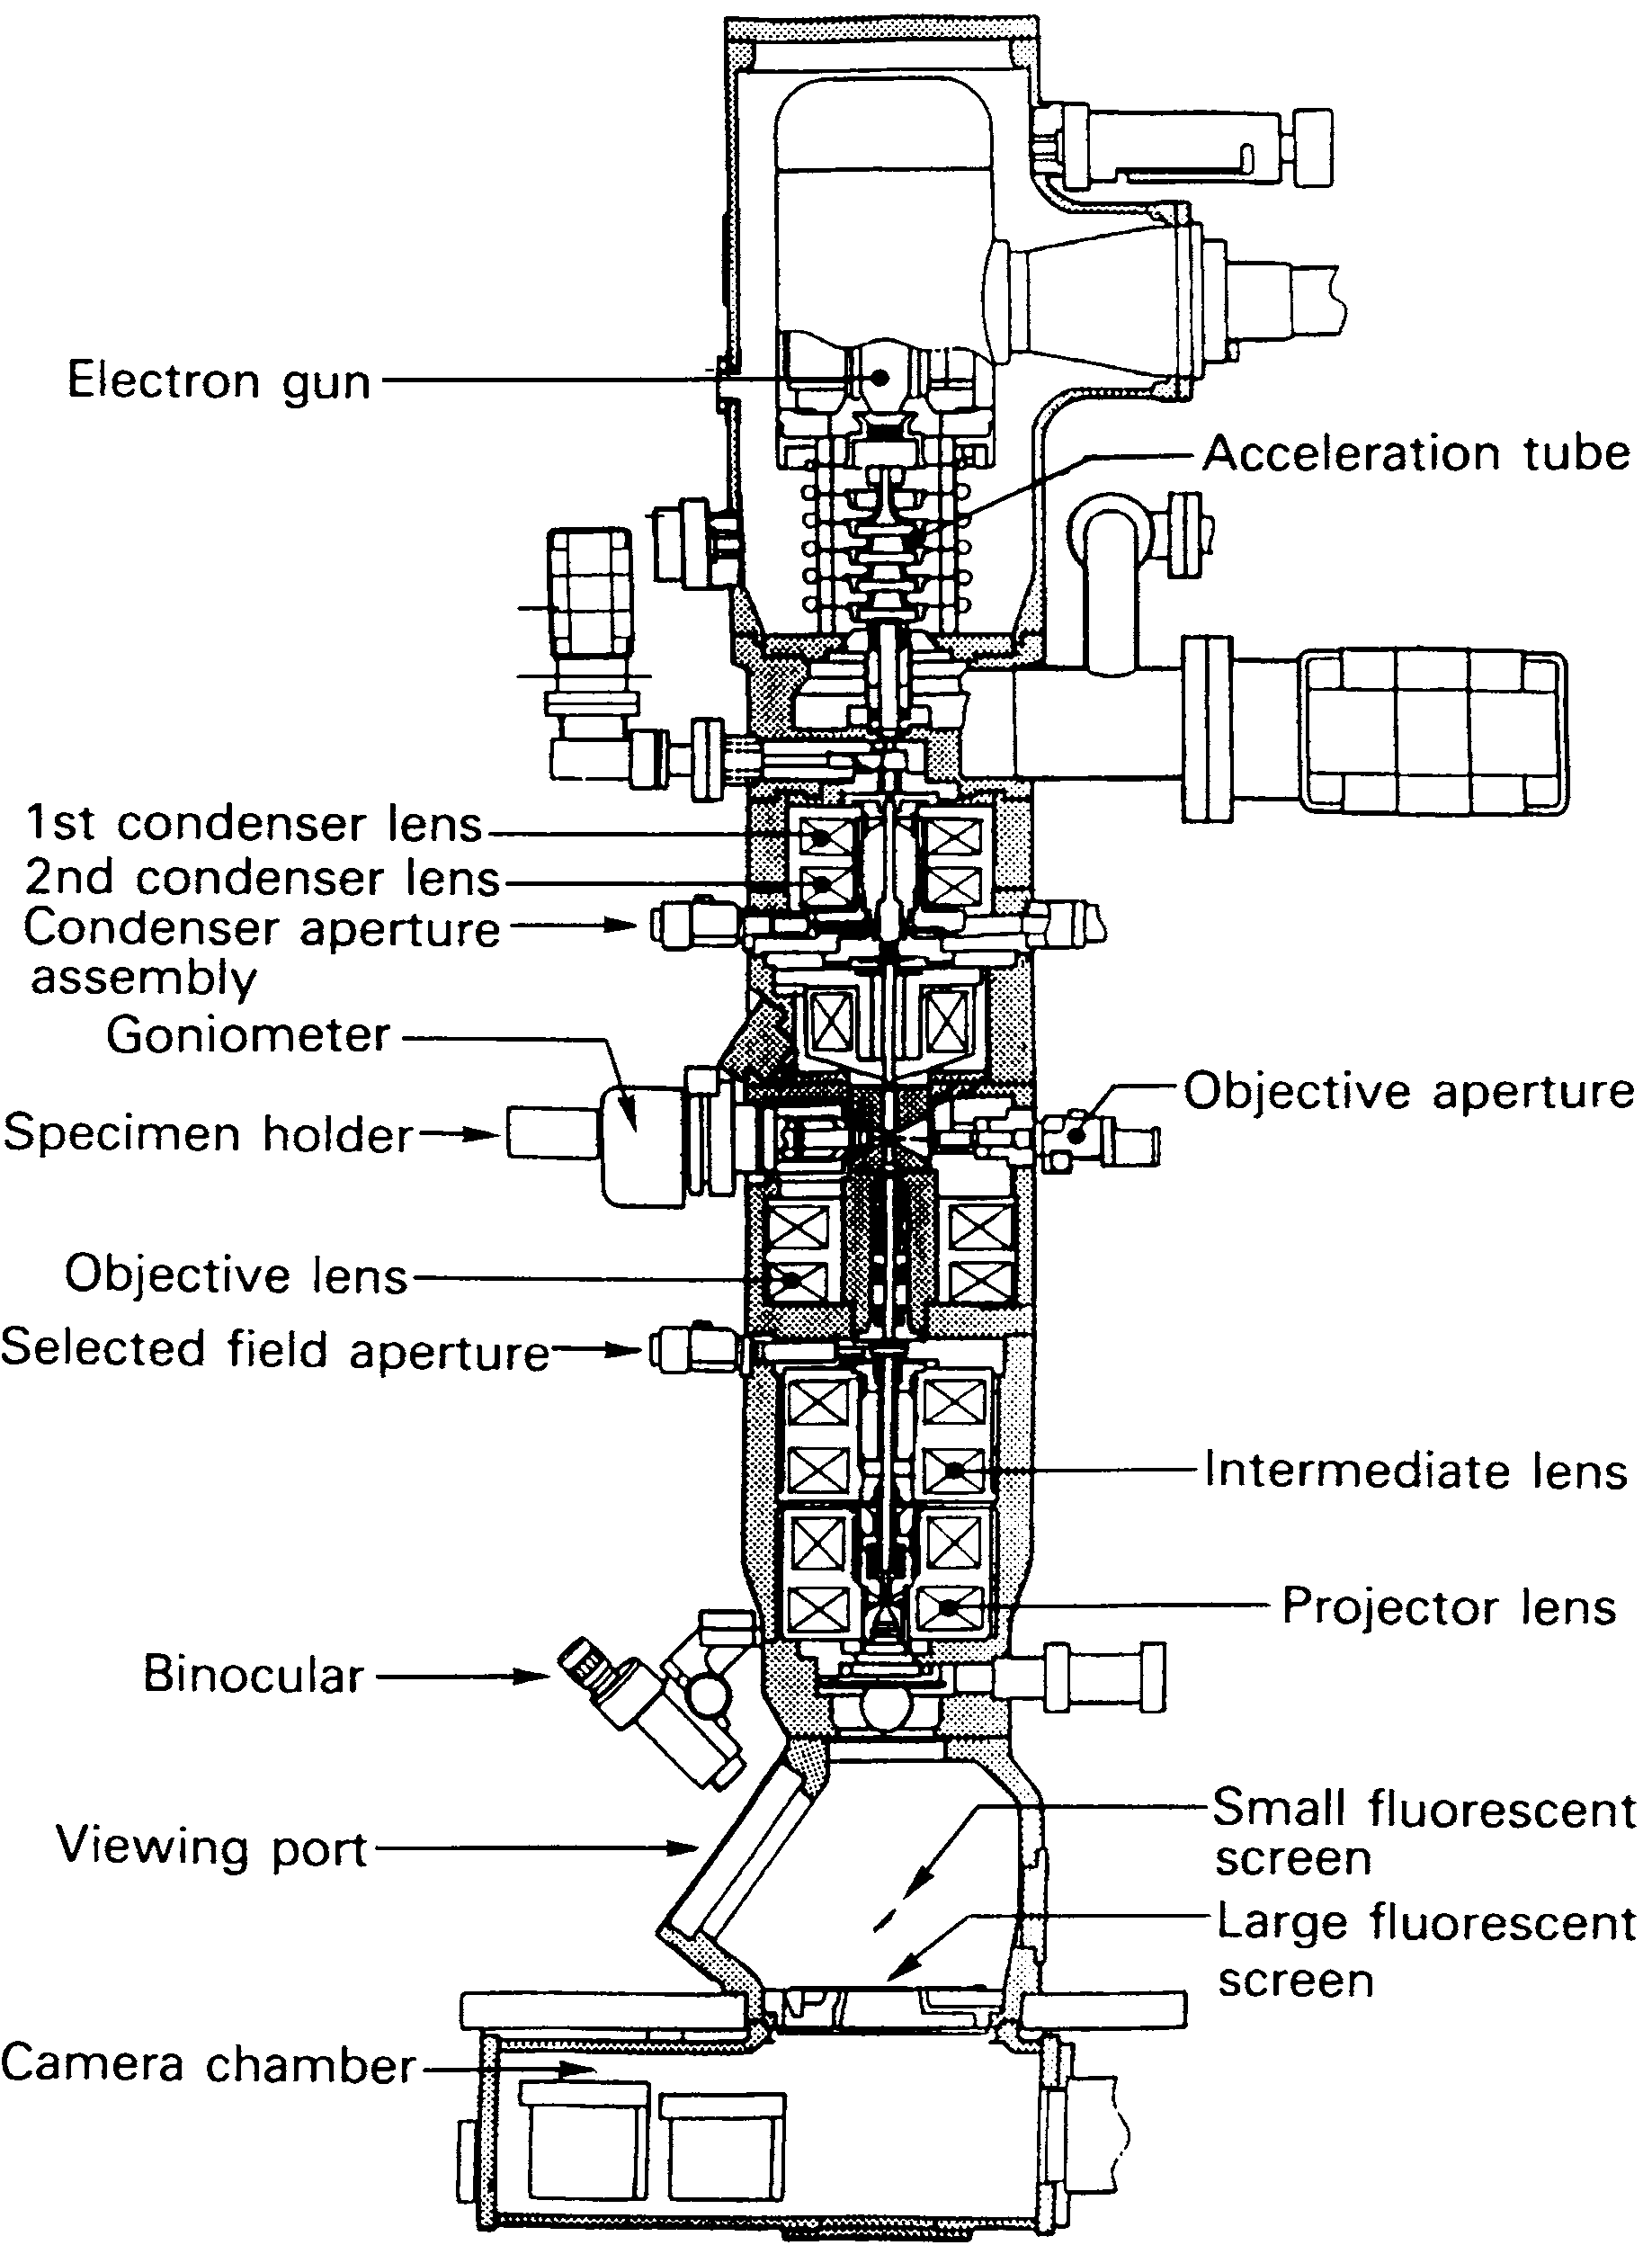 Electron gun
Acceleration tube
1st condenser lens
2nd condenser lens
Condenser aperture
assembly
Goniometer
Objective aperture
Specimen holder
Objective lens
Selected field aperture
Intermediate lens
Projector lens
Binocular
Small fluorescent
screen
Viewing port
Large fluorescent
screen
Camera chamber